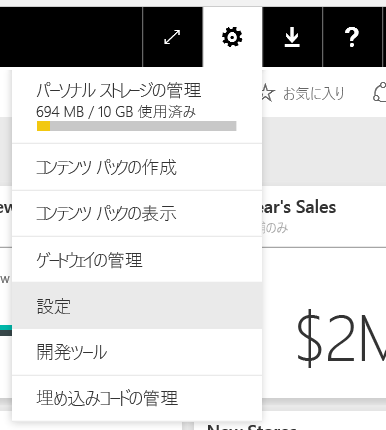 ?
パーソナル ストレージの管理
694 MB / 10 GB 使用済み
お気に入り
コンテンツ パックの作成
コンテンツ パックの表示
ew
ear's Sales
前のみ
ゲートウェイの管理
ew
設定
$2M
開発ツール
埋め込みコードの管理
New Stores